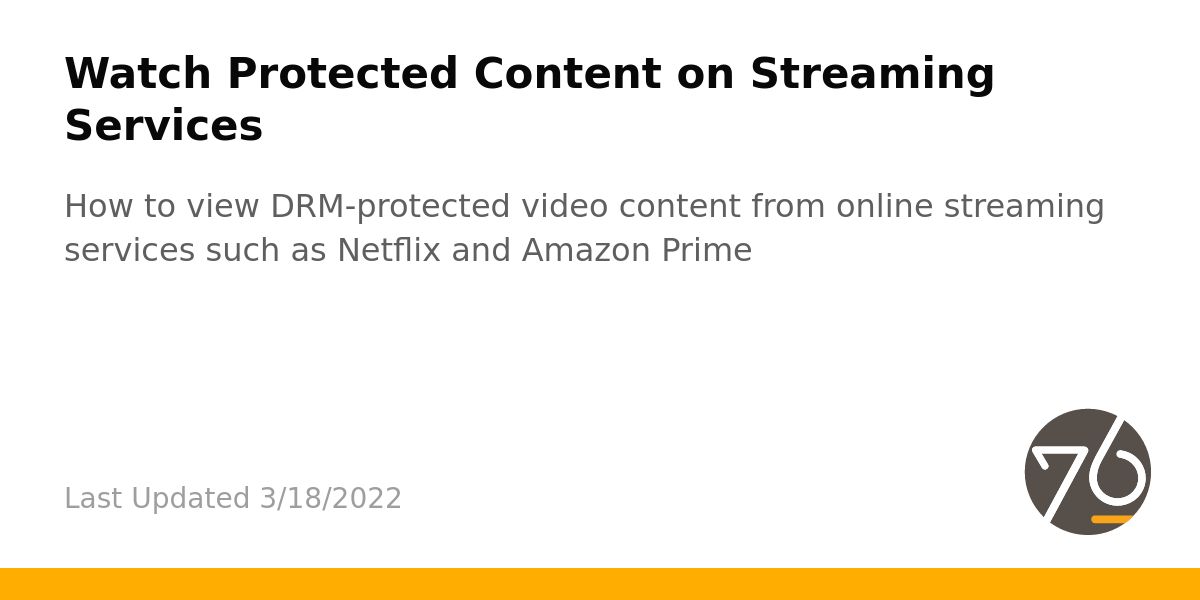 Watch Protected Content on Streaming
Services
How to view DRM-protected video content from online streaming
services such as Netflix and Amazon Prime
Last Updated 3/18/2022
76